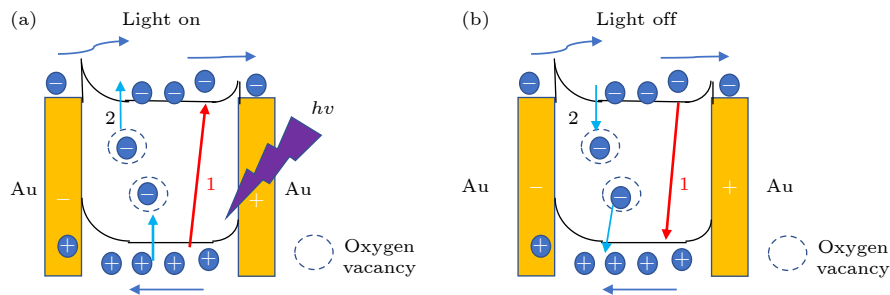 (a)
Light on
2
1
hv
Au
Au
−
+
− − − − −
−
−
+ + + + +
Oxygen
vacancy
(b)
Light off
2
1
Au
Au
−
+
− − − − −
−
−
+ + + + +
Oxygen
vacancy